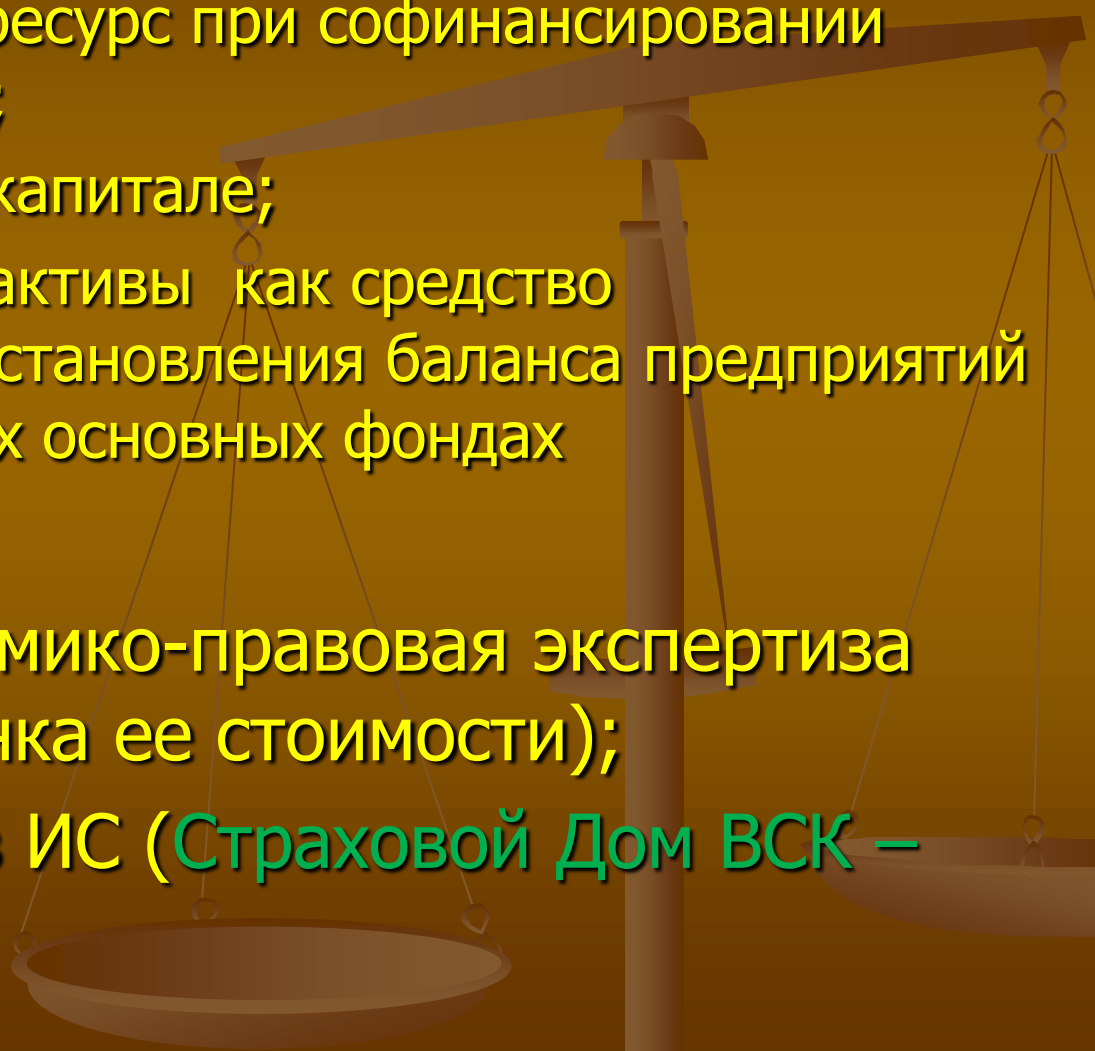 ресурс при софинансировании
;
капитале;
активы как средство
становления баланса предприятий
х основных фондах
мико-правовая экспертиза
нка ее стоимости);
ИС (Страховой Дом ВСК –